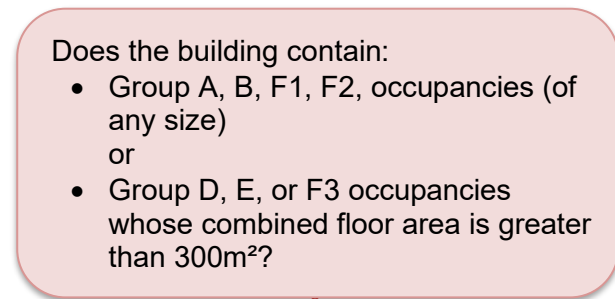 Does the building contain:
• Group A, B, F1, F2, occupancies (of
any size)
or
• Group D, E, or F3 occupancies
whose combined floor area is greater
than 300m²?